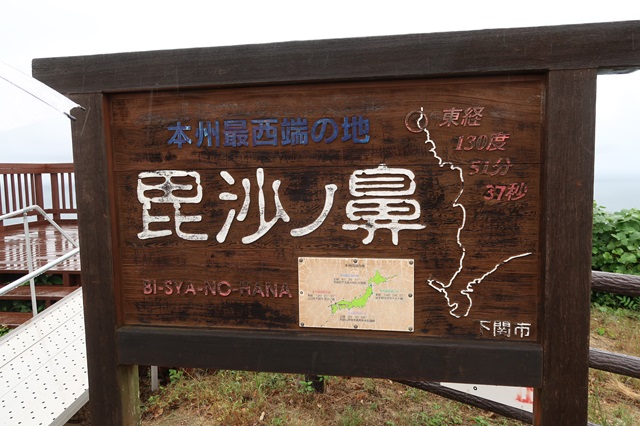 本州最西端の地
毘沙ノ鼻
BI-SYA-NO-HANA
東経
130度
51分
37秒
下関市